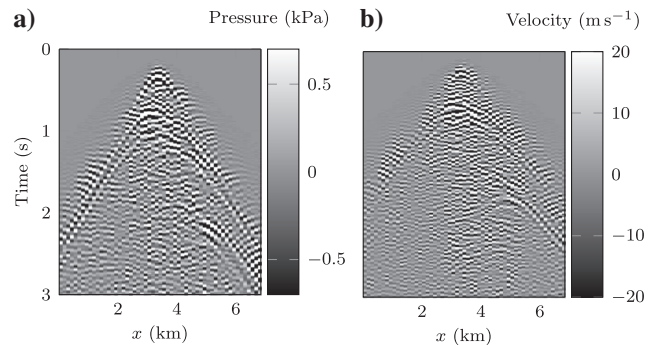 a)
Pressure (kPa)
0
1
2
3
Time (s)
2 4 6
x (km)
0.5
0
−0.5
b)
Velocity (m s−1)
2 4 6
x (km)
20
10
0
−10
−20